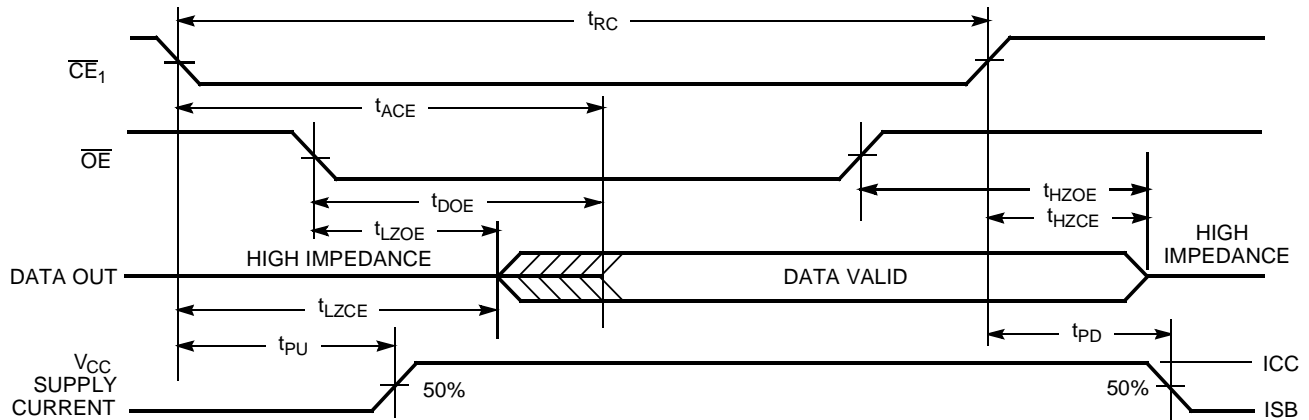 tRC
CE1
tACE
OE
tHZOE
tDOE
tHZCE
tLZOE
HIGH
IMPEDANCE
HIGH IMPEDANCE
DATA OUT
DATA VALID
tLZCE
tPU
tPD
VCC
SUPPLY
CURRENT
50%
50%
ICC
ISB